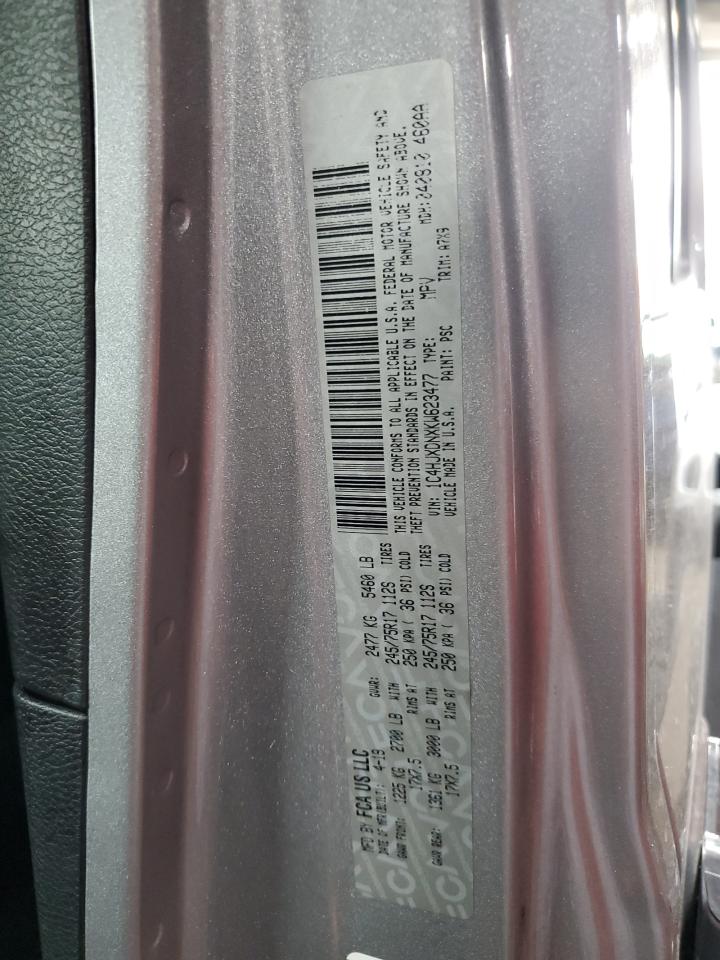 MFD BY FCA US LLC
DATE OF MFR(BUILT): 4-19 GVWR: 2477 KG 5460 LB
GAWR FRONT: 1225 KG 2700 LB WITH 245/75R17 112S TIRES
17X7.5 RIMS AT 250 KPA ( 36 PSI) COLD
GAWR REAR: 1361 KG 3000 LB WITH 245/75R17 112S TIRES
17X7.5 RIMS AT 250 KPA ( 36 PSI) COLD
THIS VEHICLE CONFORMS TO ALL APPLICABLE U.S.A. FEDERAL MOTOR VEHICLE SAFETY AND
THEFT PREVENTION STANDARDS IN EFFECT ON THE DATE OF MANUFACTURE SHOWN ABOVE.
VIN: 1C4HJXDNXKW623477 TYPE: MPV MDH: 040910 460AA
VEHICLE MADE IN U.S.A. PAINT: PSC TRIM: A7X9